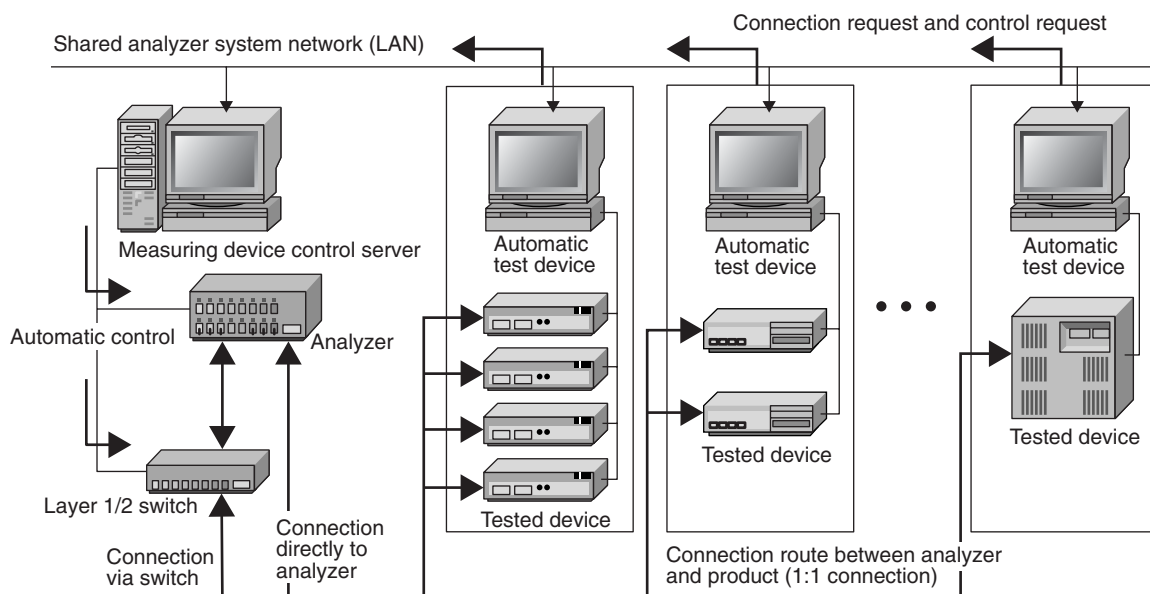 Connection request and control request
Shared analyzer system network (LAN)
Measuring device control server
Automatic
test device
Automatic
test device
Automatic
test device
Automatic control
Analyzer
Layer 1/2 switch
Tested device
Tested device
Tested device
Connection
via switch
Connection
directly to
analyzer
Connection route between analyzer
and product (1:1 connection)